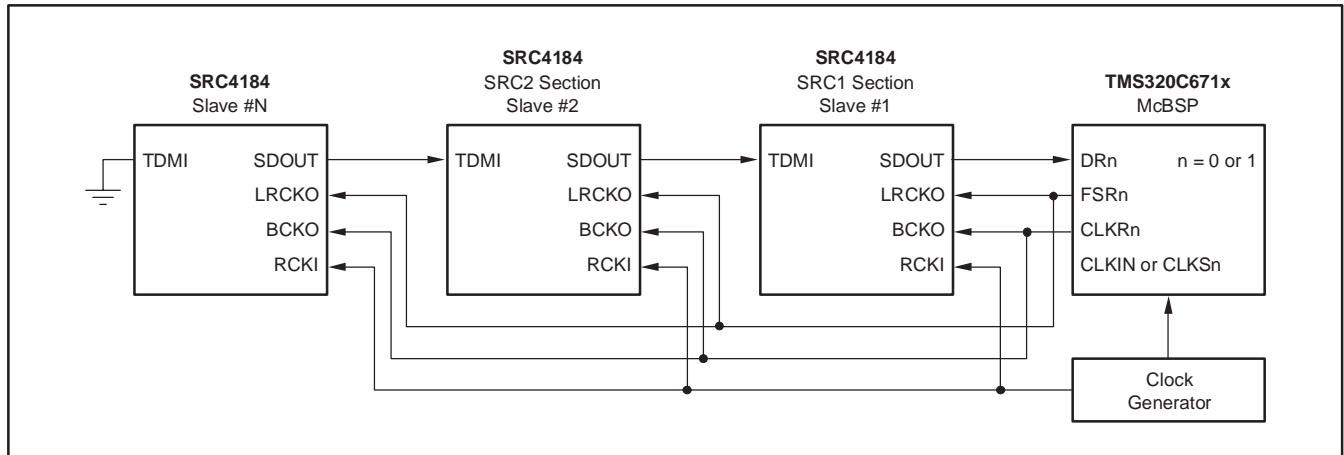 SRC4184
Slave #N
TDMI
SDOUT
LRCKO
BCKO
RCKI
SRC4184
SRC2 Section
Slave #2
TDMI
SDOUT
LRCKO
BCKO
RCKI
SRC4184
SRC1 Section
Slave #1
TDMI
SDOUT
LRCKO
BCKO
RCKI
TMS320C671x
McBSP
DRn n = 0 or 1
FSRn
CLKRn
CLKIN or CLKSn
Clock
Generator